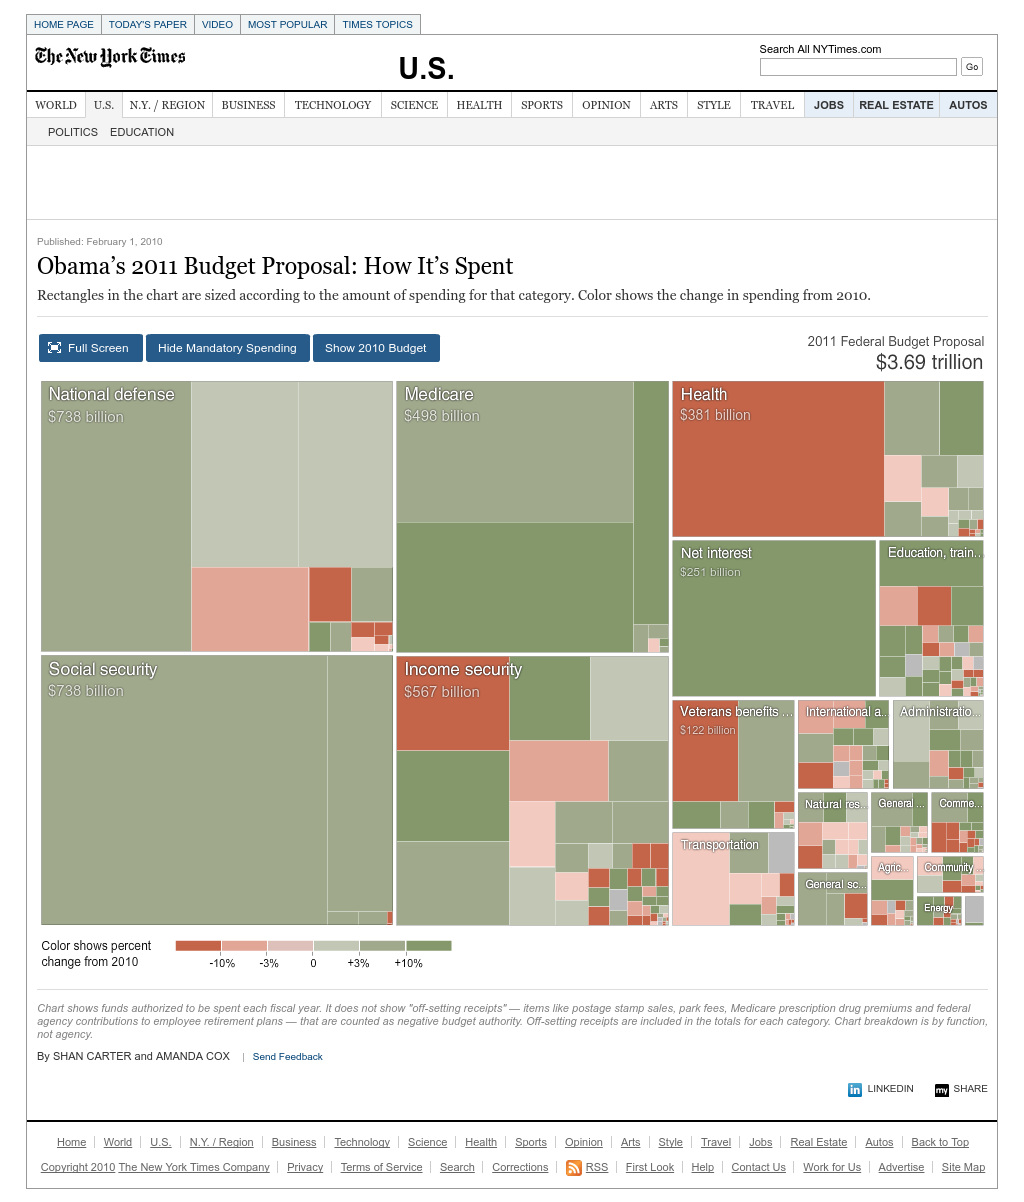 HOME PAGE TODAY'S PAPER VIDEO MOST POPULAR TIMES TOPICS
The New York Times
U.S.
Search All NYTimes.com
Go
WORLD U.S. N.Y. / REGION BUSINESS TECHNOLOGY SCIENCE HEALTH SPORTS OPINION ARTS STYLE TRAVEL JOBS REAL ESTATE AUTOS
POLITICS EDUCATION
Published: February 1, 2010
Obama's 2011 Budget Proposal: How It's Spent
Rectangles in the chart are sized according to the amount of spending for that category. Color shows the change in spending from 2010.
Full Screen Hide Mandatory Spending Show 2010 Budget
2011 Federal Budget Proposal
$3.69 trillion
National defense
$738 billion
Medicare
$498 billion
Health
$381 billion
Net interest
$251 billion
Education, train...
Social security
$738 billion
Income security
$567 billion
Veterans benefits ...
$122 billion
International a...
Administratio...
Natural res...
General ...
Comme...
Transportation
General sc...
Agric...
Community ...
Energy
Color shows percent
change from 2010
-10% -3% 0 +3% +10%
Chart shows funds authorized to be spent each fiscal year. It does not show "off-setting receipts" — items like postage stamp sales, park fees, Medicare prescription drug premiums and federal
agency contributions to employee retirement plans — that are counted as negative budget authority. Off-setting receipts are included in the totals for each category. Chart breakdown is by function,
not agency.
By SHAN CARTER and AMANDA COX | Send Feedback
in LINKEDIN my SHARE
Home World U.S. N.Y. / Region Business Technology Science Health Sports Opinion Arts Style Travel Jobs Real Estate Autos Back to Top
Copyright 2010 The New York Times Company Privacy Terms of Service Search Corrections RSS First Look Help Contact Us Work for Us Advertise Site Map